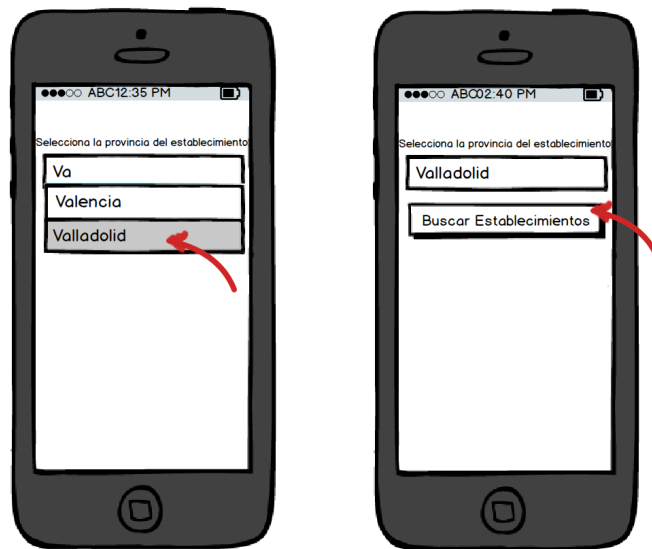 ABC12:35 PM
Selecciona la provincia del establecimiento
Va
Valencia
Valladolid
ABC02:40 PM
Selecciona la provincia del establecimiento
Valladolid
Buscar Establecimientos